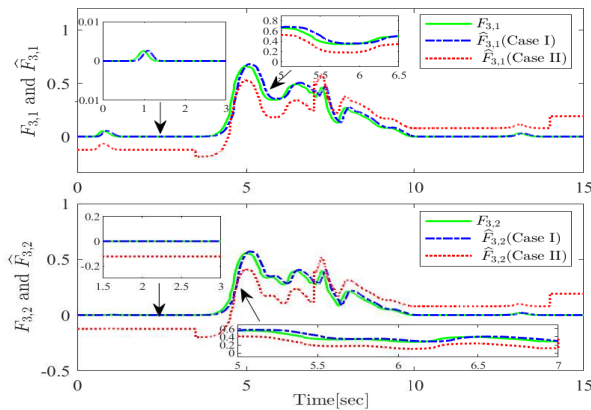 0.01
0
-0.01
0 1 2 3
0.8
0.6
0.4
0.2
0
5 5.5 6 6.5
F3,1
F̂3,1(Case I)
F̂3,1(Case II)
1
0.5
0
F3,1 and F̂3,1
0 5 10 15
0.2
0
-0.2
1.5 2 2.5 3
F3,2
F̂3,2(Case I)
F̂3,2(Case II)
1
0.5
0
-0.5
F3,2 and F̂3,2
0.6
0.4
0.2
0
5 5.5 6 6.5 7
0 5 10 15
Time[sec]